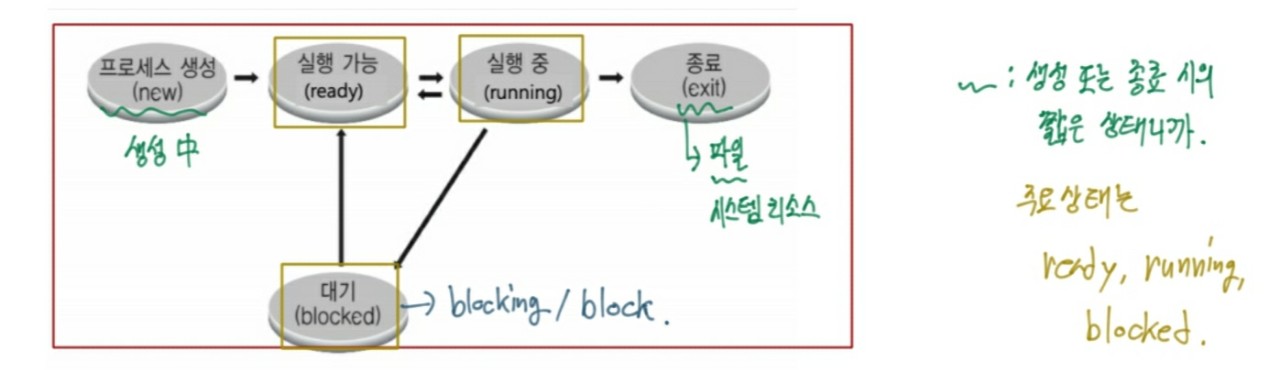 프로세스 생성
(new)
실행 가능
(ready)
실행 중
(running)
종료
(exit)
생성 中
↳ 파일
시스템 리소스
대기
(blocked)
→ blocking / block.
: 생성 또는 종료 시의
짧은 상태니까.
주요상태는
ready, running,
blocked.